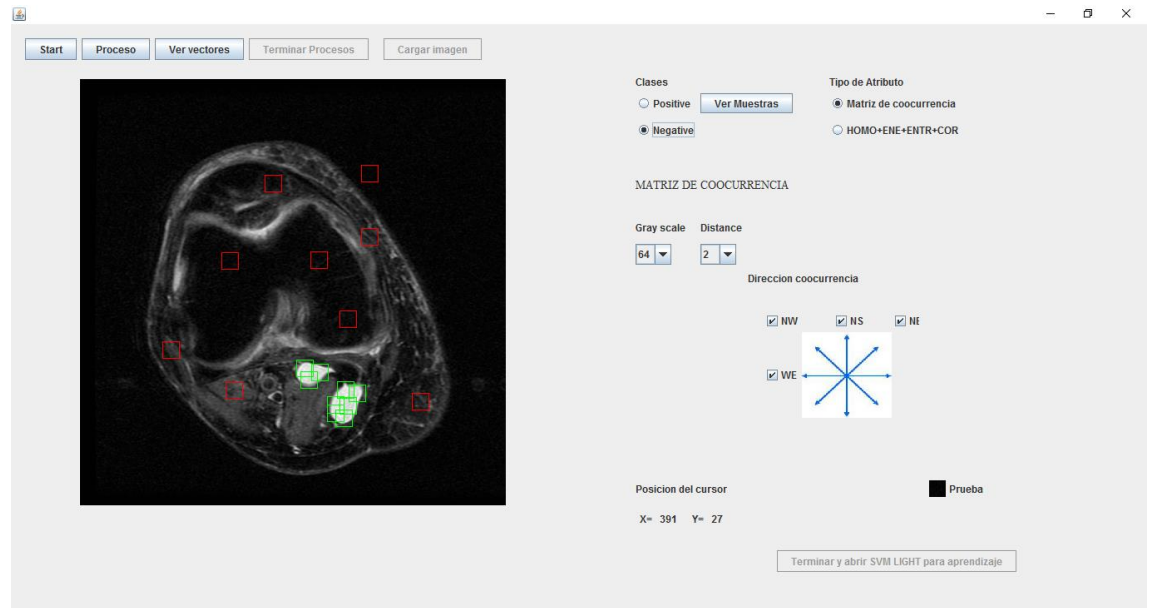 Start Proceso Ver vectores Terminar Procesos Cargar imagen
Clases Tipo de Atributo
Positive Ver Muestras Matriz de coocurrencia
Negative HOMO+ENE+ENTR+COR
MATRIZ DE COOCURRENCIA
Gray scale Distance
64 2
Direccion coocurrencia
NW NS NE
WE
Posicion del cursor Prueba
X= 391 Y= 27
Terminar y abrir SVM LIGHT para aprendizaje